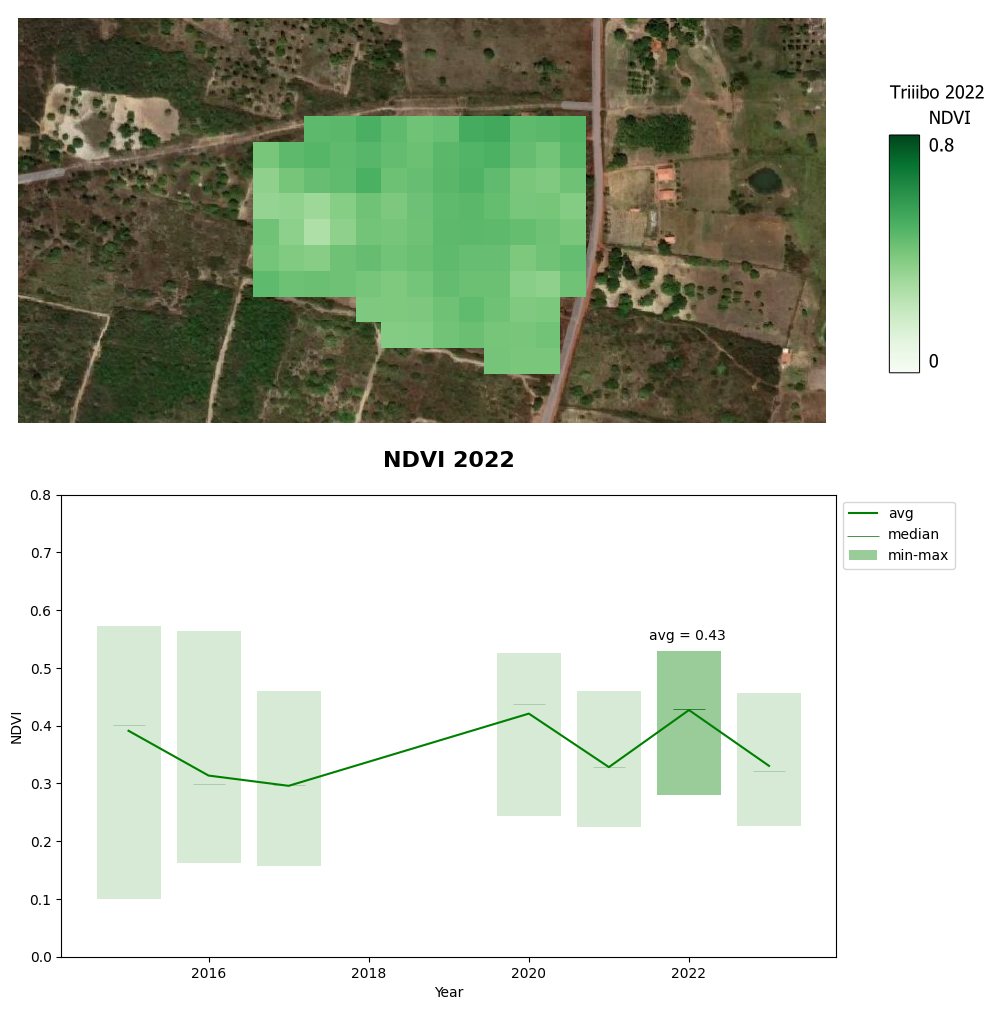 Triiibo 2022
NDVI
0.8
0
NDVI 2022
0.8
0.7
0.6
0.5
0.4
0.3
0.2
0.1
0.0
NDVI
avg = 0.43
avg
median
min-max
2016
2018
2020
2022
Year